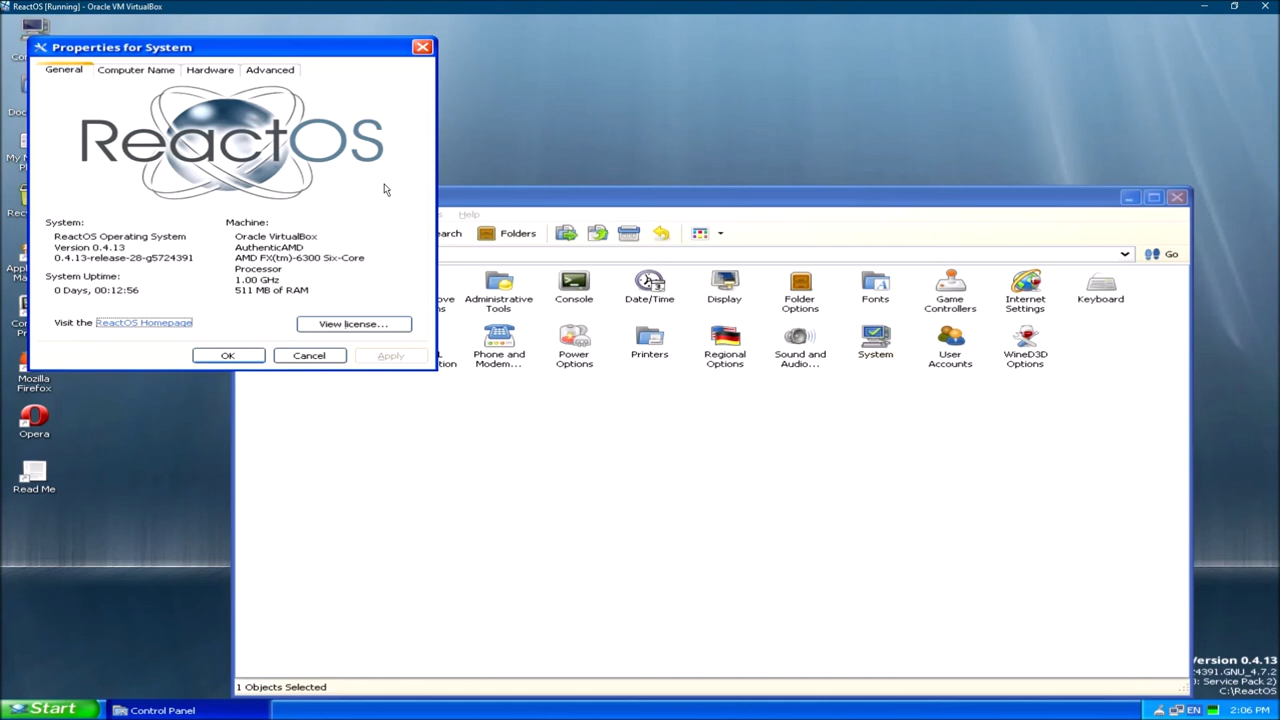 ReactOS [Running] - Oracle VM VirtualBox
Properties for System
General
Computer Name
Hardware
Advanced
ReactOS
System:
ReactOS Operating System
Version 0.4.13
0.4.13-release-28-g5724391
System Uptime:
0 Days, 00:12:56
Machine:
Oracle VirtualBox
AuthenticAMD
AMD FX(tm)-6300 Six-Core
Processor
1.00 GHz
511 MB of RAM
Visit the ReactOS Homepage
View license...
OK
Cancel
Apply
Help
Folders
Go
Administrative
Tools
Console
Date/Time
Display
Folder
Options
Fonts
Game
Controllers
Internet
Settings
Keyboard
Phone and
Modem...
Power
Options
Printers
Regional
Options
Sound and
Audio...
System
User
Accounts
WineD3D
Options
Mozilla
Firefox
Opera
Read Me
1 Objects Selected
Version 0.4.13
24391.GNU_4.7.2
Service Pack 2)
C:\ReactOS
Start
Control Panel
EN
2:06 PM